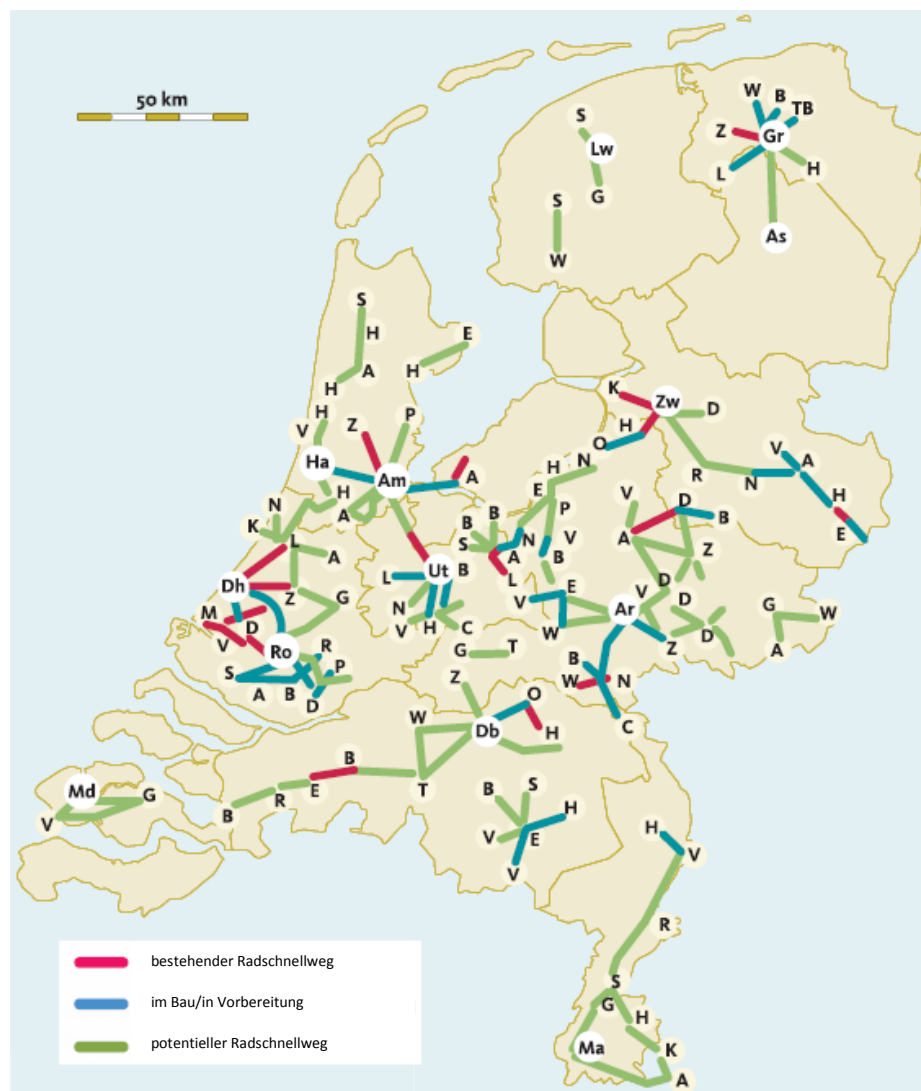 50 km
W
B
TB
Z
Gr
L
H
As
S
Lw
G
S
W
S
H
A
H
E
H
H
V
Z
P
Ha
Am
H
A
A
K
Zw
D
H
O
N
R
N
V
A
H
E
N
K
L
A
Dh
Z
G
M
D
V
Ro
R
S
A
B
D
P
L
Ut
B
N
V
H
C
B
B
S
A
N
L
H
E
P
V
B
V
E
W
V
D
A
B
Z
D
V
Ar
D
Z
D
G
W
A
B
W
N
C
G
T
Z
O
W
Db
H
B
T
E
R
B
Md
G
V
B
S
H
V
E
V
H
V
R
S
G
H
Ma
K
A
bestehender Radschnellweg
im Bau/in Vorbereitung
potentieller Radschnellweg